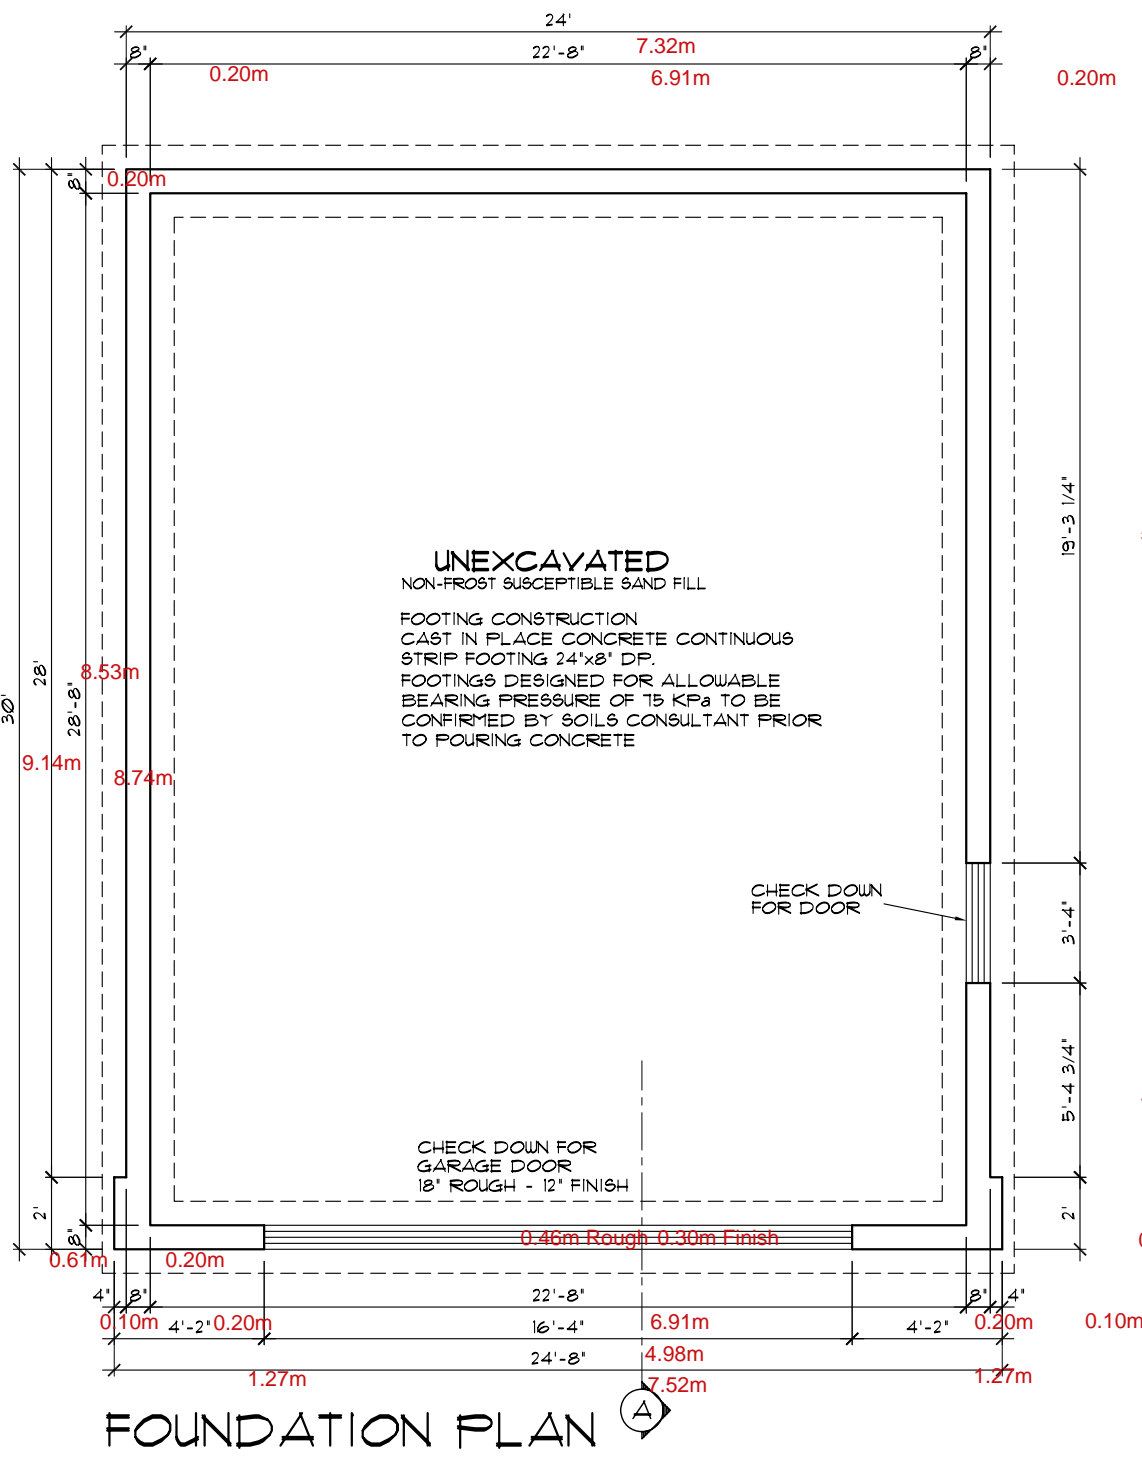 24'
7.32m
8" 22'-8" 8"
0.20m 6.91m 0.20m
8" 0.20m
19'-3 1/4"
UNEXCAVATED
NON-FROST SUSCEPTIBLE SAND FILL
FOOTING CONSTRUCTION
CAST IN PLACE CONCRETE CONTINUOUS
STRIP FOOTING 24"x8" DP.
FOOTINGS DESIGNED FOR ALLOWABLE
BEARING PRESSURE OF 75 KPa TO BE
CONFIRMED BY SOILS CONSULTANT PRIOR
TO POURING CONCRETE
30'
28'
28'-8"
8.53m
9.14m
8.74m
CHECK DOWN
FOR DOOR
3'-4"
5'-4 3/4"
CHECK DOWN FOR
GARAGE DOOR
18" ROUGH - 12" FINISH
2'
8"
2'
0.46m Rough 0.30m Finish
0.61m 0.20m
4" 8" 22'-8" 8" 4"
0.10m 4'-2" 0.20m 16'-4" 6.91m 4'-2" 0.20m 0.10m
24'-8" 4.98m
1.27m 7.52m 1.27m
A
FOUNDATION PLAN